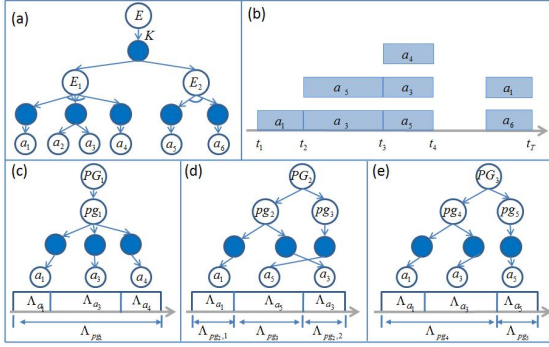 (a)
E
K
E1 E2
a1 a2 a3 a4 a5 a6
(b)
a4
a5 a3 a1
a1 a3 a5 a6
t1 t2 t3 t4 tT
(c)
PG1
pg1
a1 a3 a4
Λa1 Λa3 Λa4
Λpg1
(d)
PG2
pg2 pg3
a1 a5 a3
Λa1 Λa5 Λa3
Λpg2,1 Λpg3 Λpg2,2
(e)
PG3
pg4 pg5
a1 a3 a5
Λa1 Λa3 Λa5
Λpg4 Λpg5